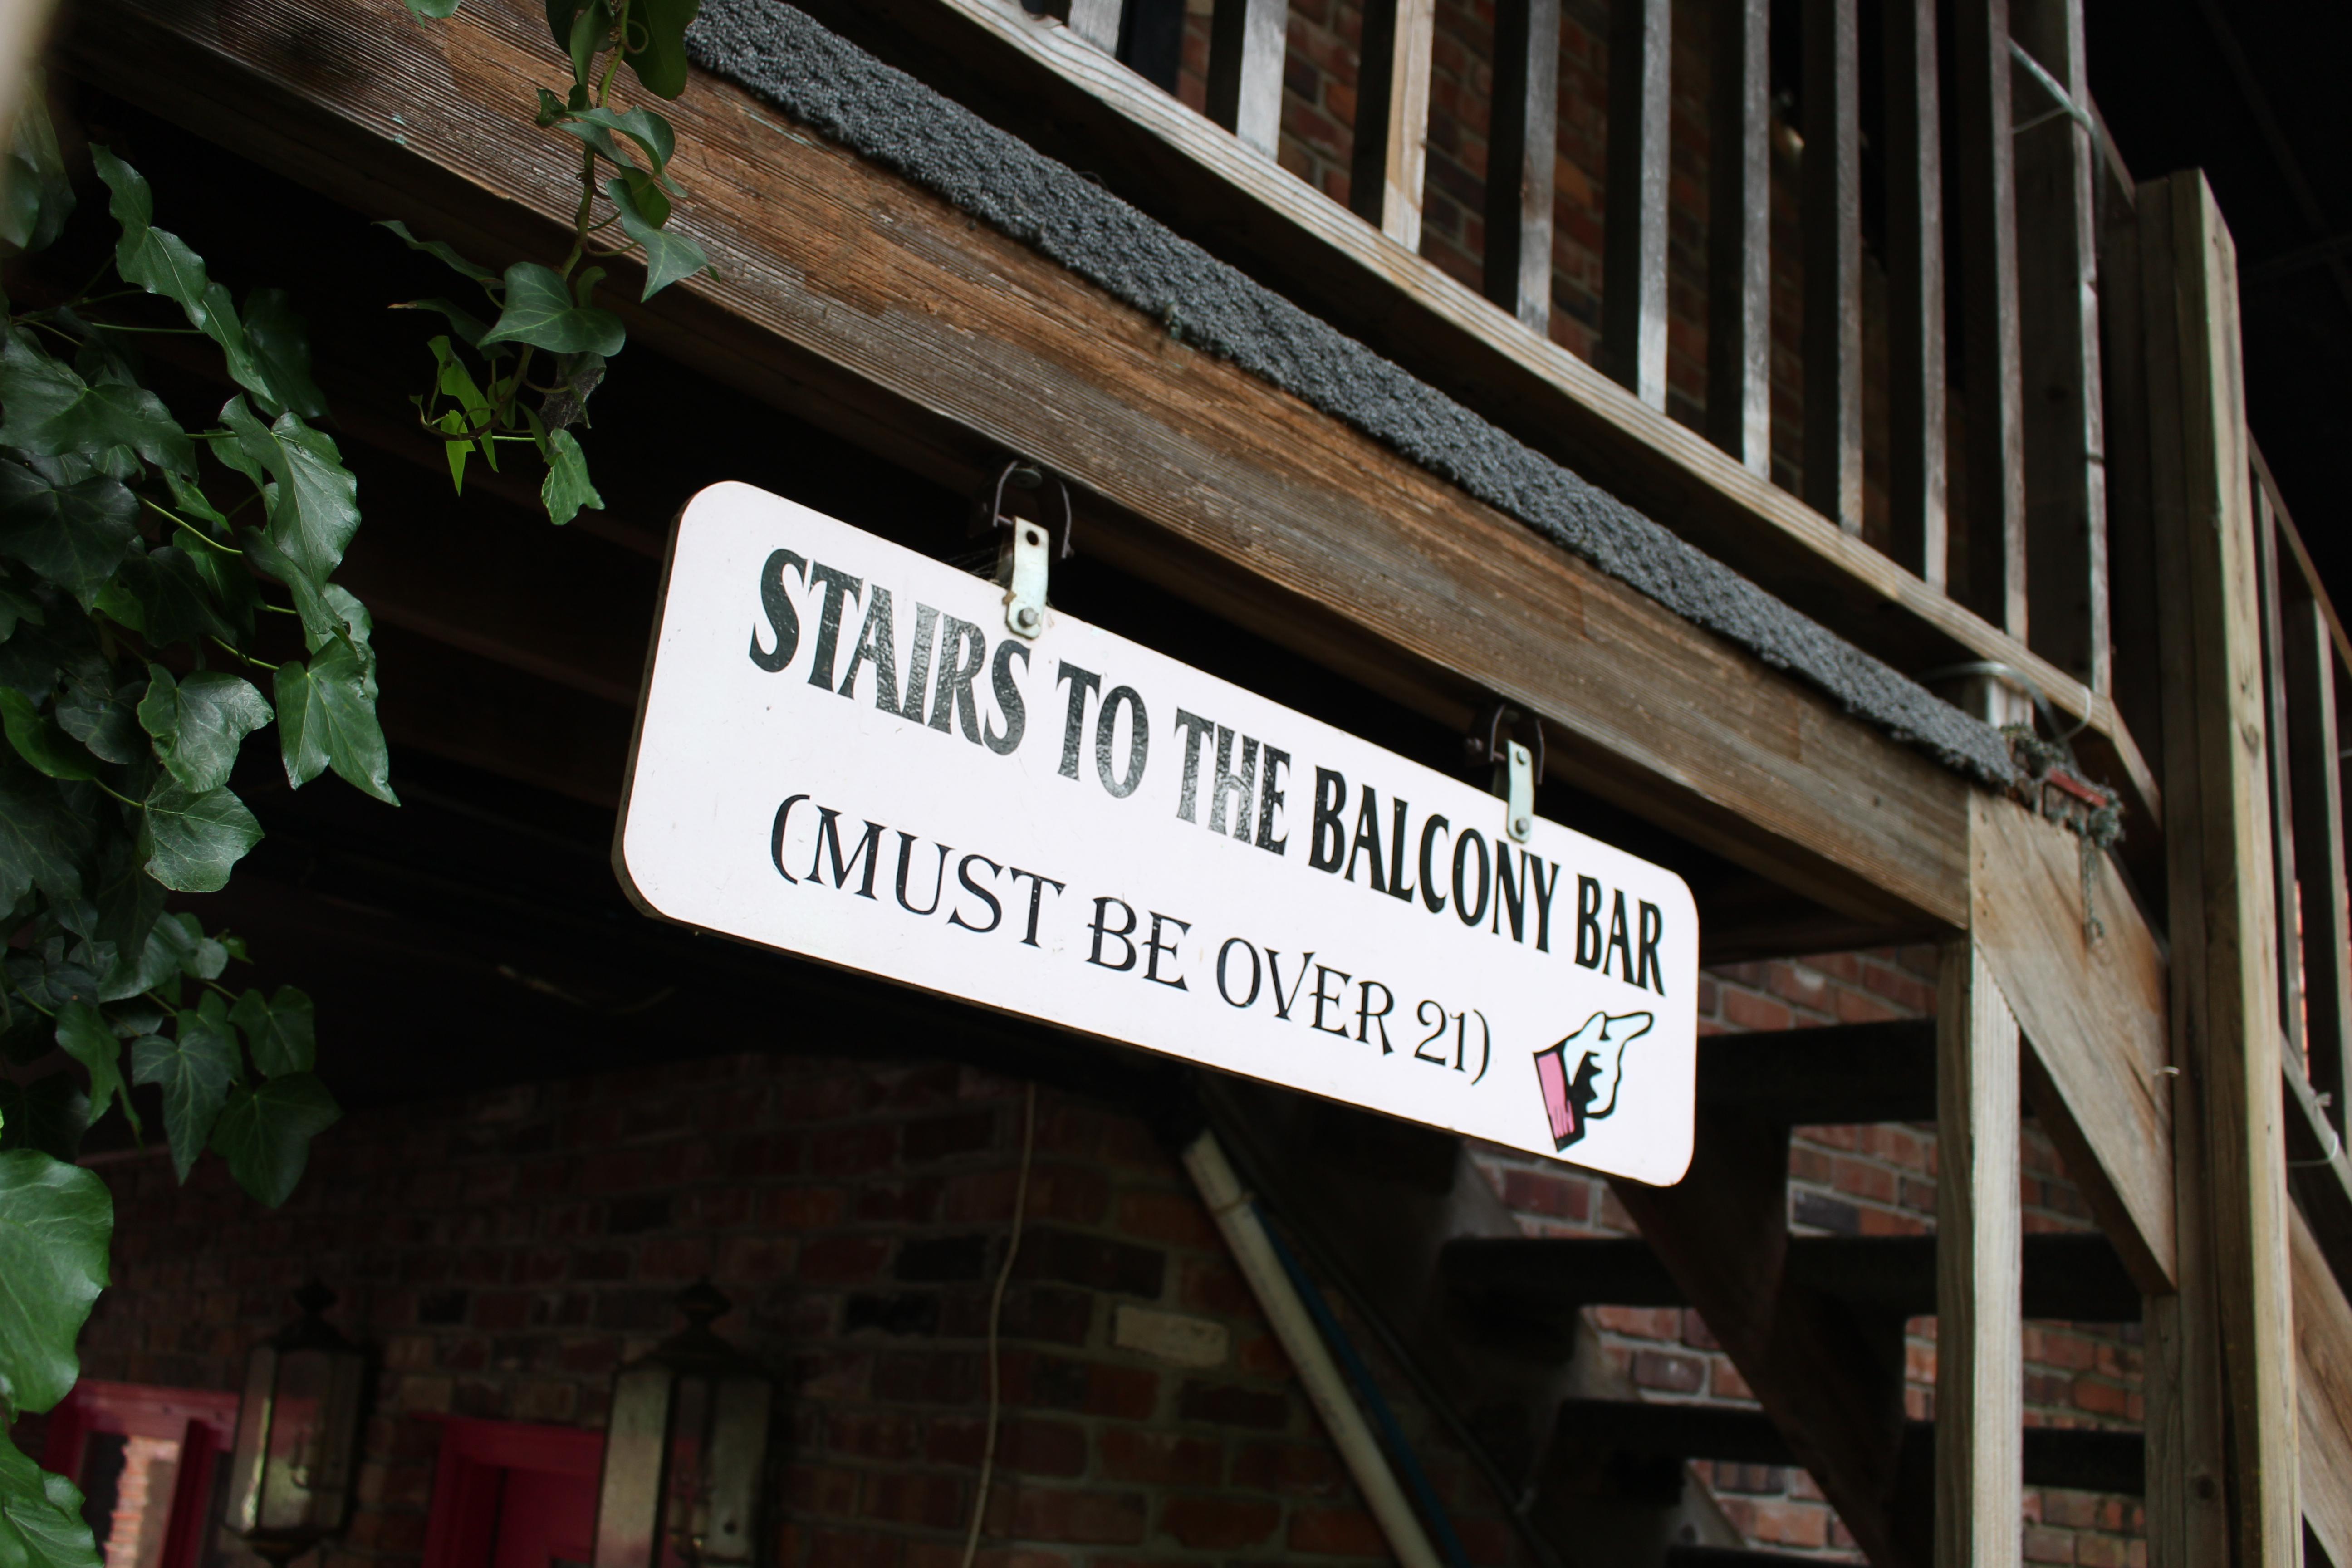 STAIRS TO THE BALCONY BAR
(MUST BE OVER 21)